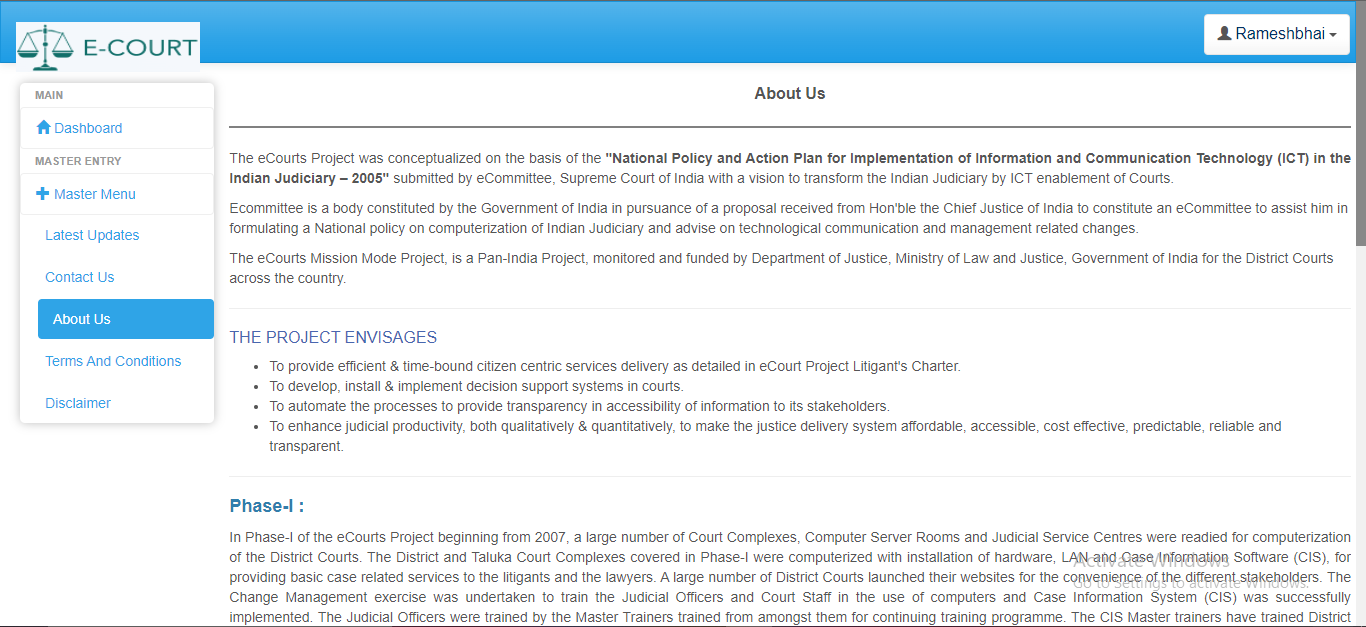 E-COURT
Rameshbhai
MAIN
Dashboard
MASTER ENTRY
Master Menu
Latest Updates
Contact Us
About Us
Terms And Conditions
Disclaimer
About Us
The eCourts Project was conceptualized on the basis of the "National Policy and Action Plan for Implementation of Information and Communication Technology (ICT) in the
Indian Judiciary – 2005" submitted by eCommittee, Supreme Court of India with a vision to transform the Indian Judiciary by ICT enablement of Courts.
Ecommittee is a body constituted by the Government of India in pursuance of a proposal received from Hon'ble the Chief Justice of India to constitute an eCommittee to assist him in
formulating a National policy on computerization of Indian Judiciary and advise on technological communication and management related changes.
The eCourts Mission Mode Project, is a Pan-India Project, monitored and funded by Department of Justice, Ministry of Law and Justice, Government of India for the District Courts
across the country.
THE PROJECT ENVISAGES
• To provide efficient & time-bound citizen centric services delivery as detailed in eCourt Project Litigant's Charter.
• To develop, install & implement decision support systems in courts.
• To automate the processes to provide transparency in accessibility of information to its stakeholders.
• To enhance judicial productivity, both qualitatively & quantitatively, to make the justice delivery system affordable, accessible, cost effective, predictable, reliable and
transparent.
Phase-I :
In Phase-I of the eCourts Project beginning from 2007, a large number of Court Complexes, Computer Server Rooms and Judicial Service Centres were readied for computerization
of the District Courts. The District and Taluka Court Complexes covered in Phase-I were computerized with installation of hardware, LAN and Case Information Software (CIS), for
providing basic case related services to the litigants and the lawyers. A large number of District Courts launched their websites for the convenience of the different stakeholders. The
Change Management exercise was undertaken to train the Judicial Officers and Court Staff in the use of computers and Case Information System (CIS) was successfully
implemented. The Judicial Officers were trained by the Master Trainers trained from amongst them for continuing training programme. The CIS Master trainers have trained District
Activate Windows
Go to Settings to activate Windows.